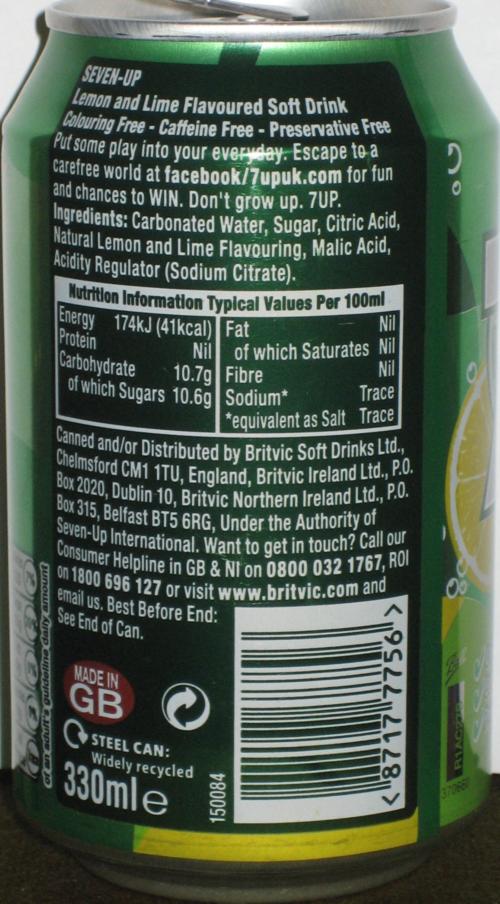 SEVEN-UP
Lemon and Lime Flavoured Soft Drink
Colouring Free - Caffeine Free - Preservative Free
Put some play into your everyday. Escape to a
carefree world at facebook/7upuk.com for fun
and chances to WIN. Don't grow up. 7UP.
Ingredients: Carbonated Water, Sugar, Citric Acid,
Natural Lemon and Lime Flavouring, Malic Acid,
Acidity Regulator (Sodium Citrate).
Nutrition Information Typical Values Per 100ml
Energy 174kJ (41kcal)
Protein Nil
Carbohydrate 10.7g
of which Sugars 10.6g
Fat Nil
of which Saturates Nil
Fibre Nil
Sodium* Trace
*equivalent as Salt Trace
Canned and/or Distributed by Britvic Soft Drinks Ltd.,
Chelmsford CM1 1TU, England, Britvic Ireland Ltd., P.O.
Box 2020, Dublin 10, Britvic Northern Ireland Ltd., P.O.
Box 315, Belfast BT5 6RG, Under the Authority of
Seven-Up International. Want to get in touch? Call our
Consumer Helpline in GB & NI on 0800 032 1767, ROI
on 1800 696 127 or visit www.britvic.com and
email us. Best Before End:
See End of Can.
MADE IN
GB
STEEL CAN:
Widely recycled
330ml e
150084
<87177756>
of an adult's guideline daily amount